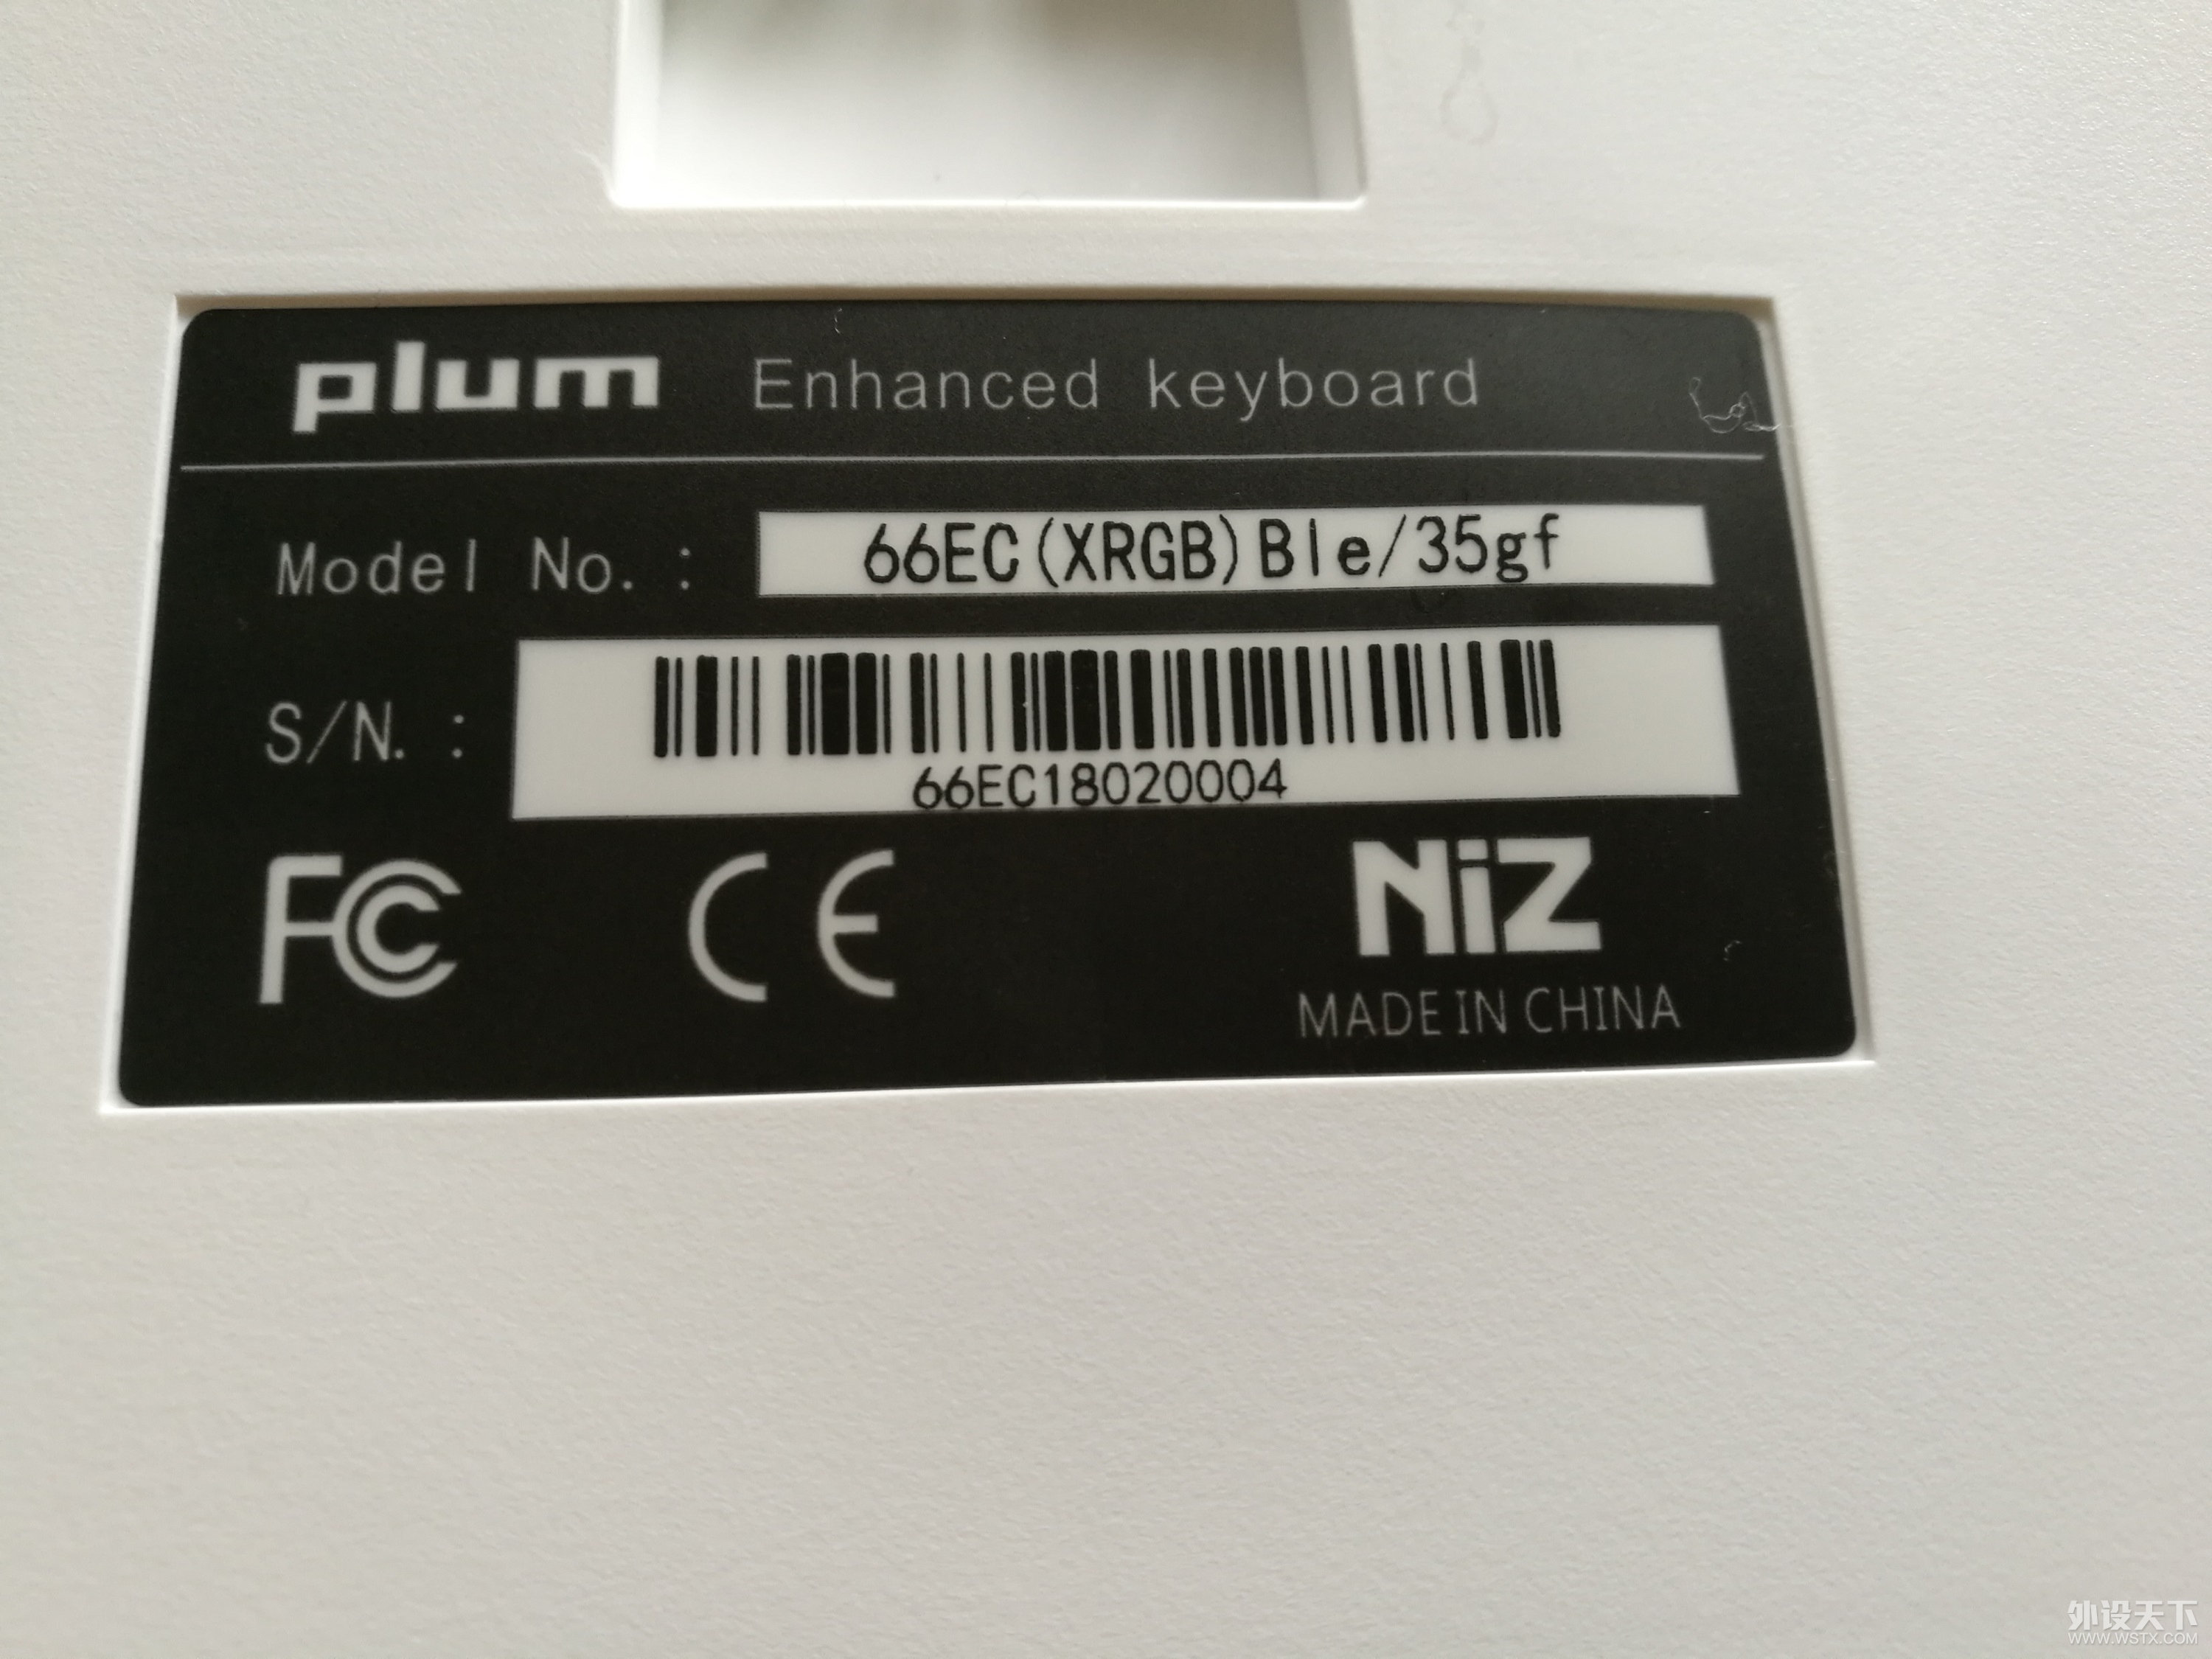 plum Enhanced keyboard
Model No. : 66EC(XRGB)Ble/35gf
S/N. :
66EC18020004
FC CE NiZ
MADE IN CHINA
外设天下
WWW.WSTX.COM